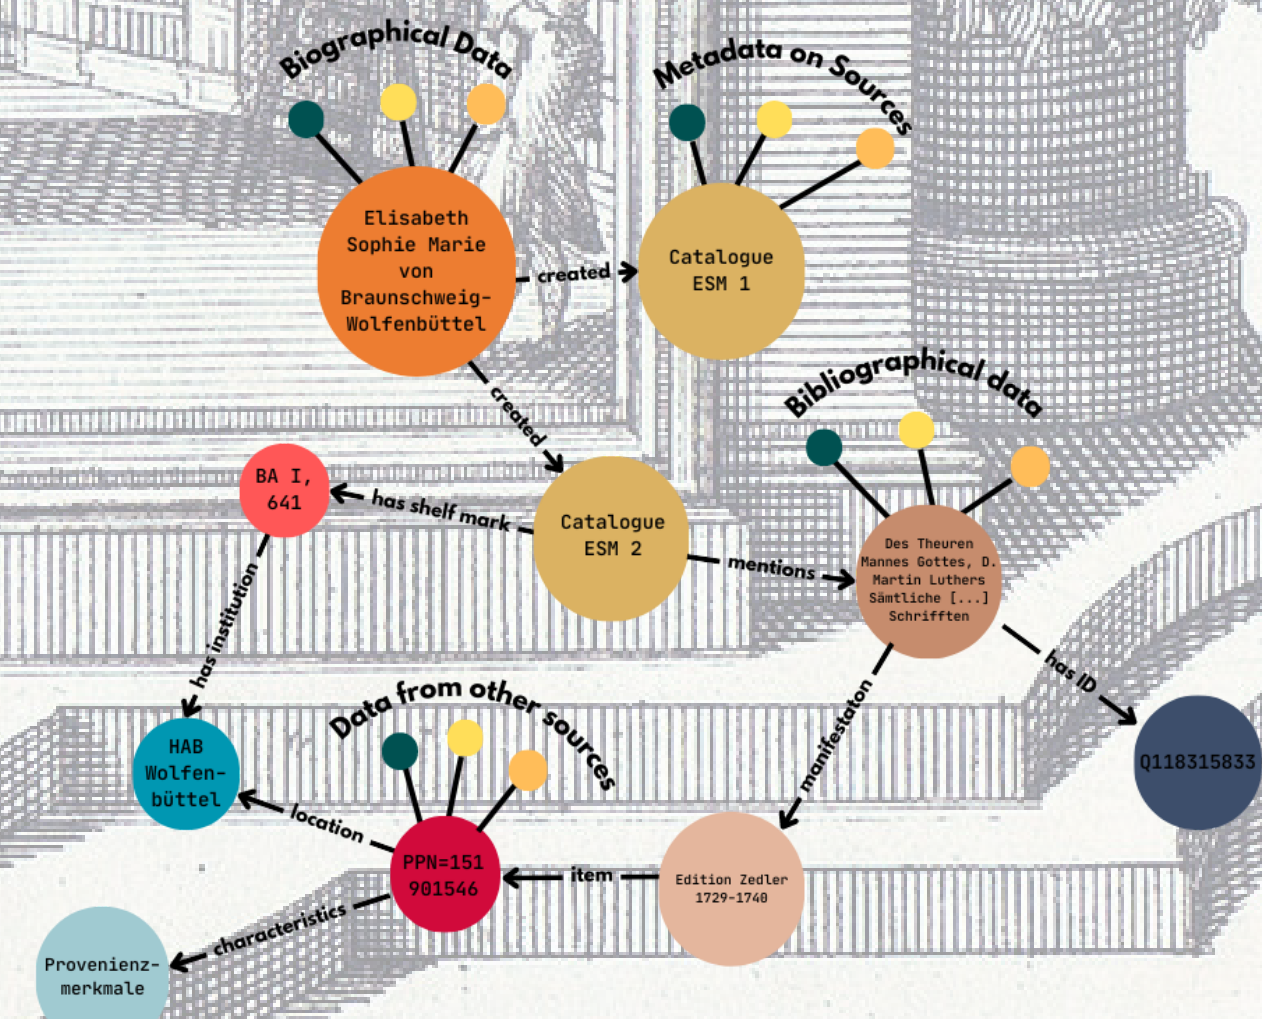 Biographical Data
Metadata on Sources
Elisabeth
Sophie Marie
von
Braunschweig-
Wolfenbüttel
created
Catalogue
ESM 1
created
Bibliographical data
BA I,
641
has shelf mark
Catalogue
ESM 2
mentions
Des Theuren
Mannes Gottes, D.
Martin Luthers
Sämtliche [...]
Schrifften
has institution
has ID
manifestaton
Data from other sources
HAB
Wolfen-
büttel
Q118315833
location
PPN=151
901546
item
Edition Zedler
1729-1740
characteristics
Provenienz-
merkmale